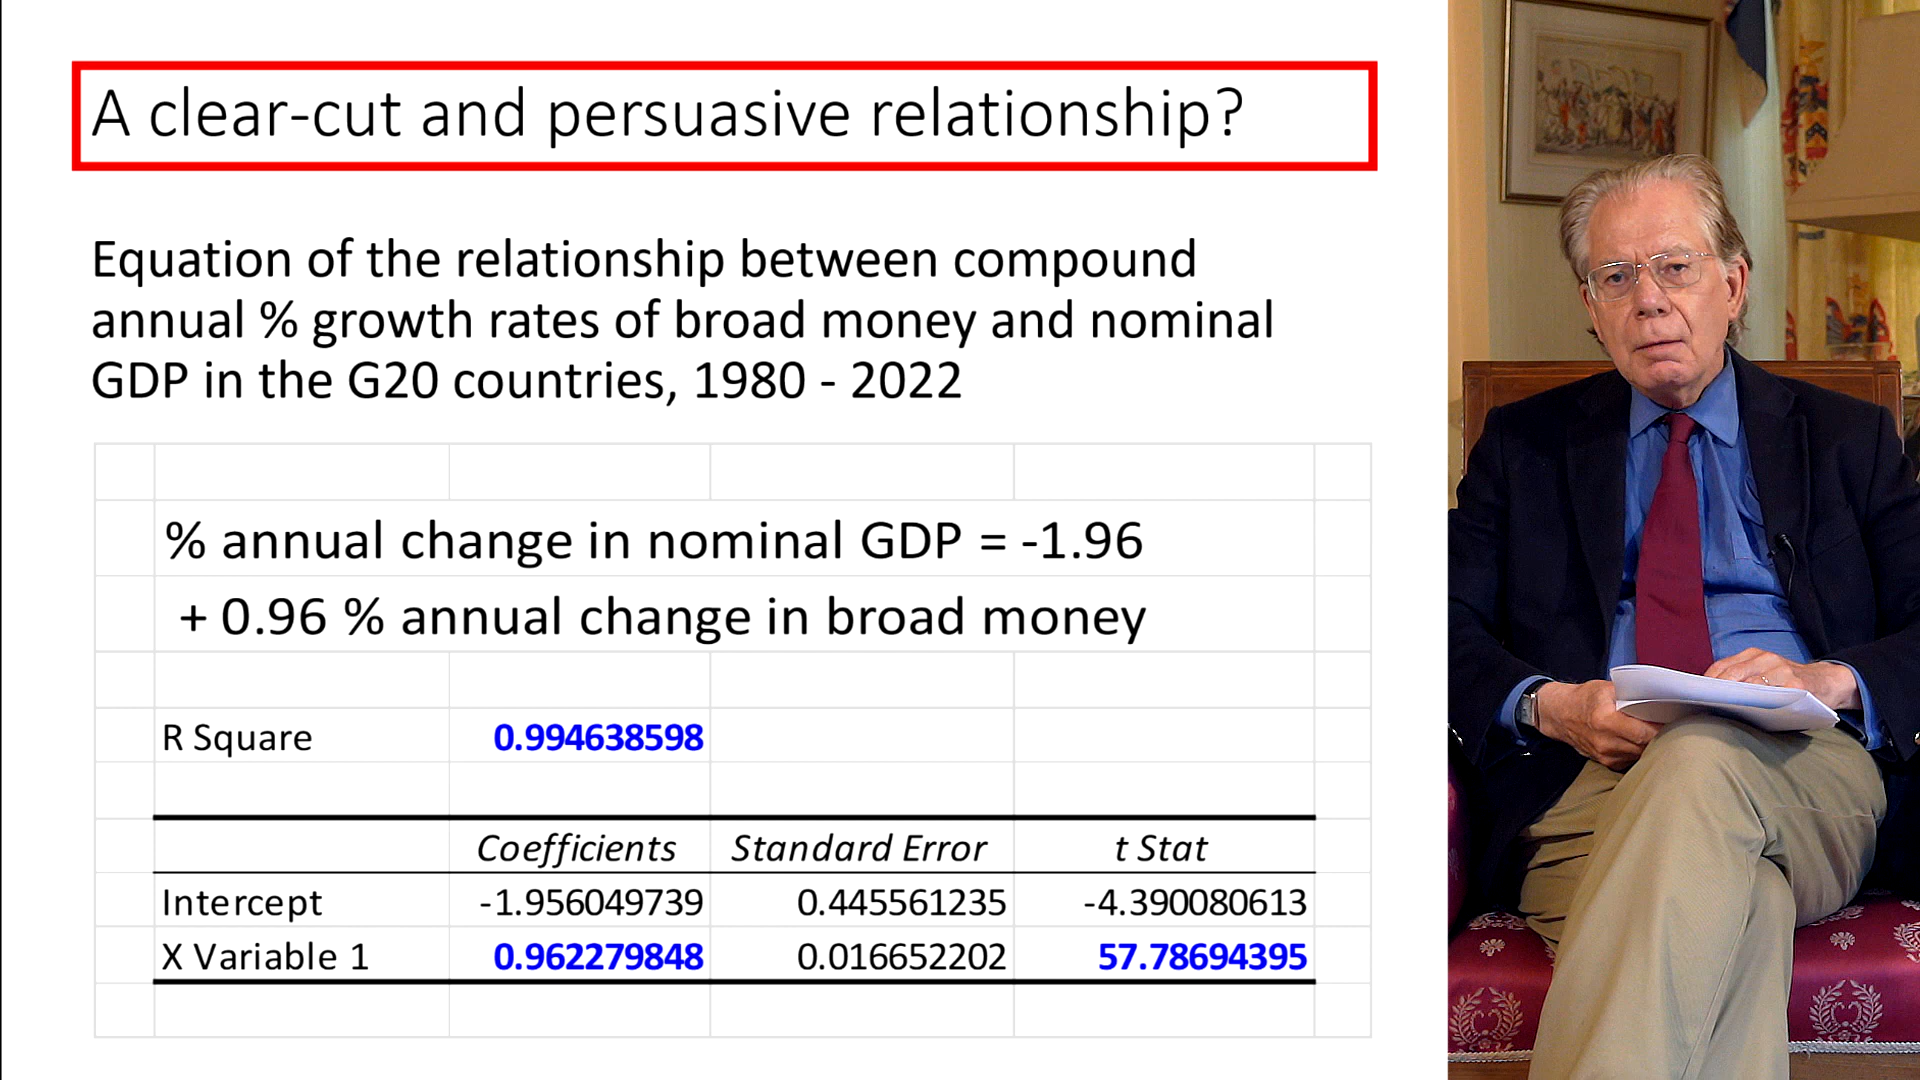 A clear-cut and persuasive relationship?
Equation of the relationship between compound
annual % growth rates of broad money and nominal
GDP in the G20 countries, 1980 - 2022
% annual change in nominal GDP = -1.96
+ 0.96 % annual change in broad money
R Square 0.994638598
Coefficients Standard Error t Stat
Intercept -1.956049739 0.445561235 -4.390080613
X Variable 1 0.962279848 0.016652202 57.78694395